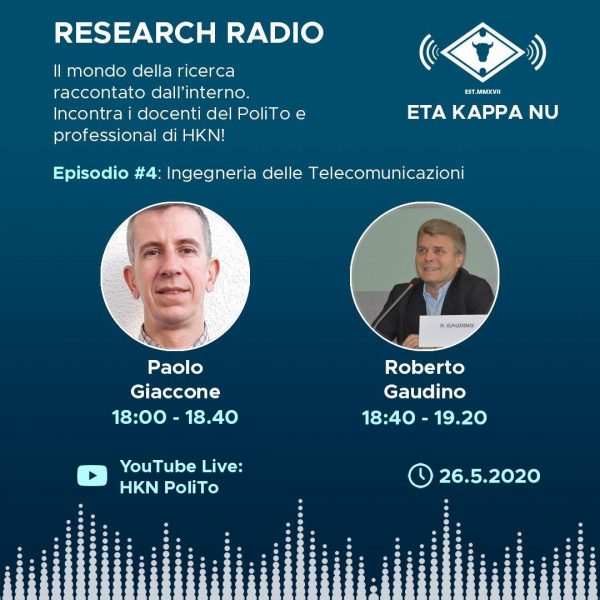 RESEARCH RADIO
Il mondo della ricerca
raccontato dall'interno.
Incontra i docenti del PoliTo e
professional di HKN!
EST.MMXVII
ETA KAPPA NU
Episodio #4: Ingegneria delle Telecomunicazioni
R. GAUDINO
Paolo
Giaccone
18:00 - 18.40
Roberto
Gaudino
18:40 - 19.20
YouTube Live:
HKN PoliTo
26.5.2020